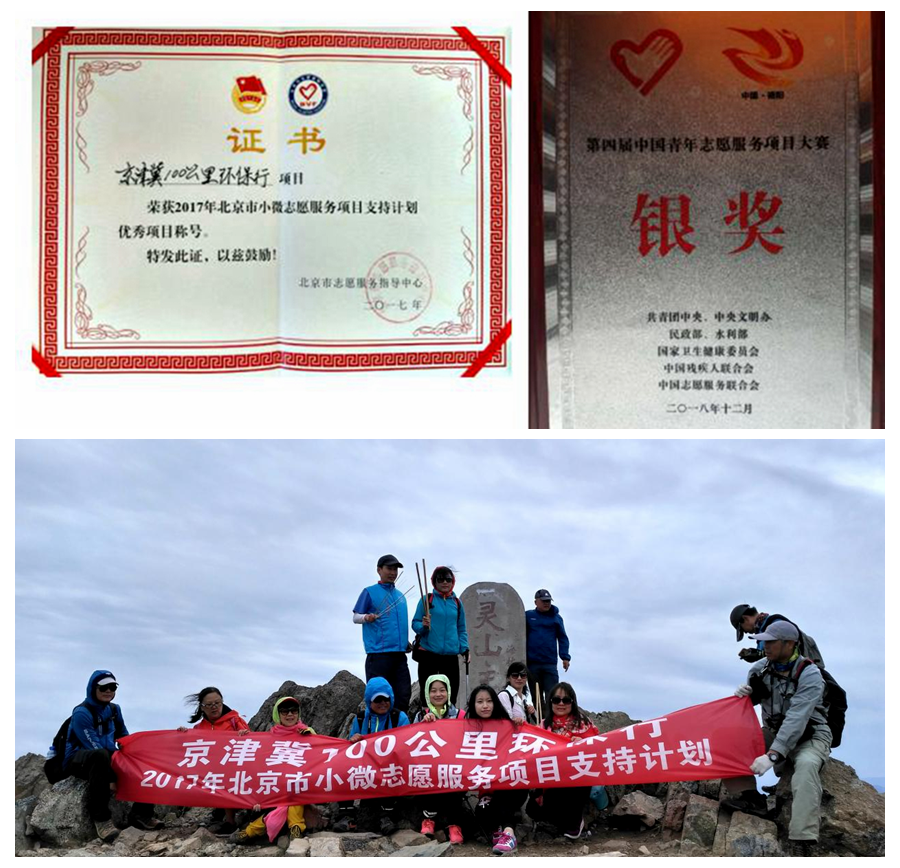 BVF
证书
京津冀100公里环保行 项目
荣获2017年北京市小微志愿服务项目支持计划
优秀项目称号。
特发此证，以兹鼓励！
北京市志愿服务指导中心
二〇一七年
中国·德阳
第四届中国青年志愿服务项目大赛
银奖
共青团中央、中央文明办
民政部、水利部
国家卫生健康委员会
中国残疾人联合会
中国志愿服务联合会
二〇一八年十二月
灵山
京津冀100公里环保行
2017年北京市小微志愿服务项目支持计划